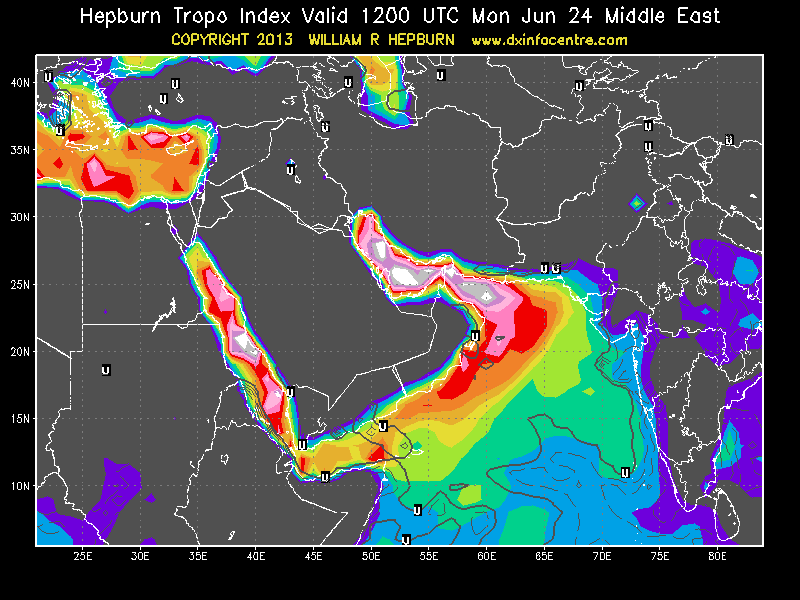 Hepburn Tropo Index Valid 1200 UTC Mon Jun 24 Middle East
COPYRIGHT 2013 WILLIAM R HEPBURN www.dxinfocentre.com
40N
35N
30N
25N
20N
15N
10N
U U U U U U
U U U U U
U
U U
U
U
U
U
U
U U
U
U
25E 30E 35E 40E 45E 50E 55E 60E 65E 70E 75E 80E